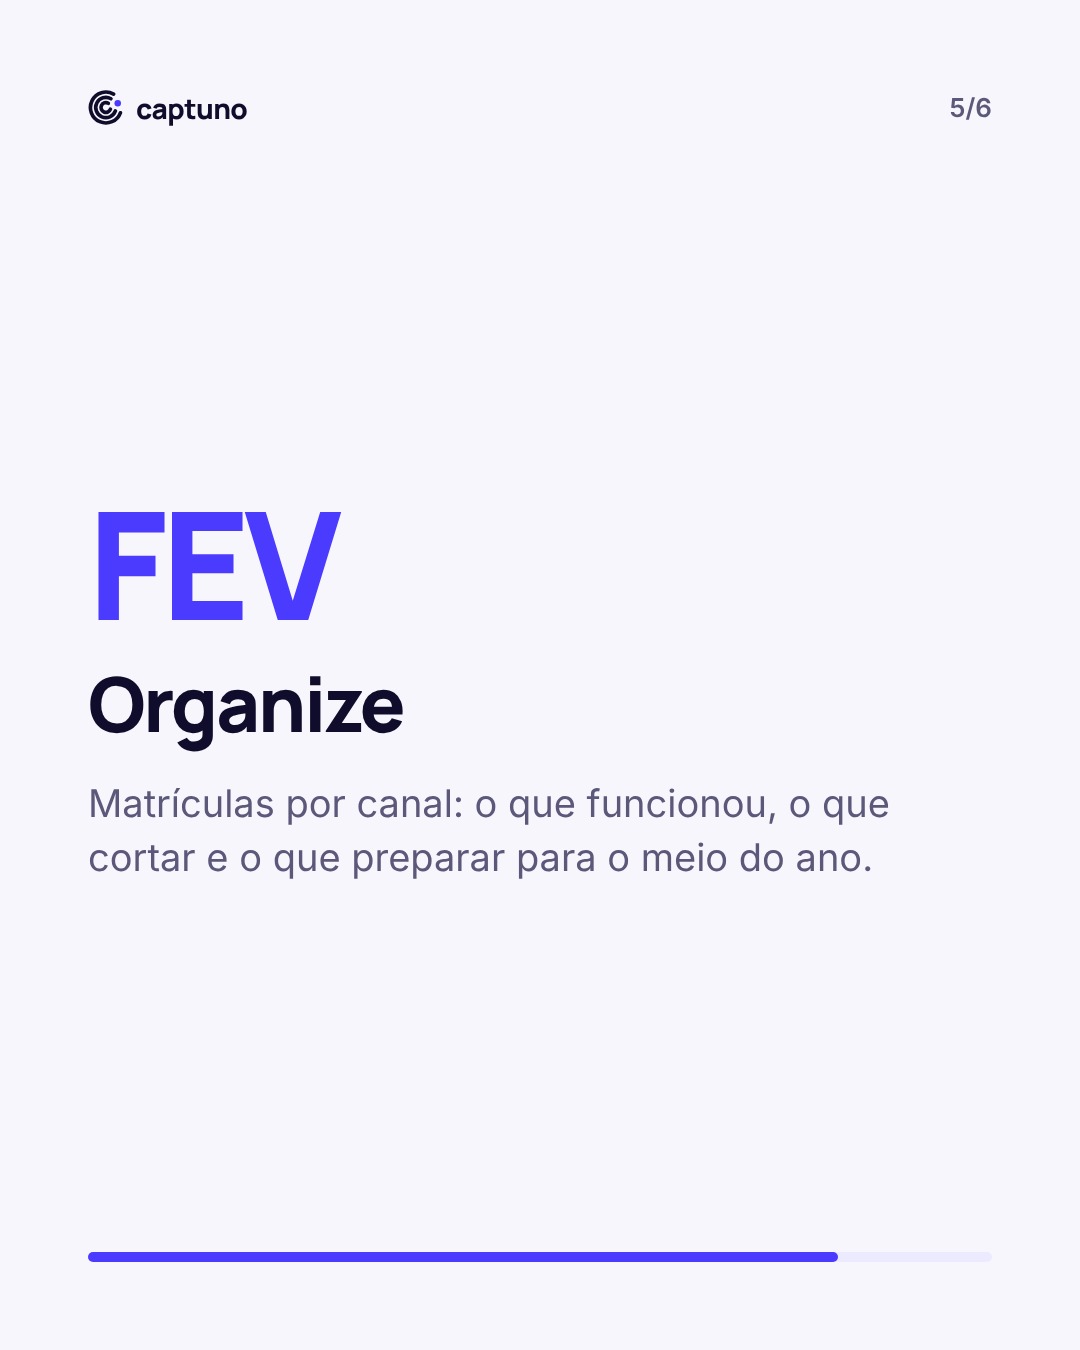 captuno
5/6
FEV
Organize
Matrículas por canal: o que funcionou, o que
cortar e o que preparar para o meio do ano.